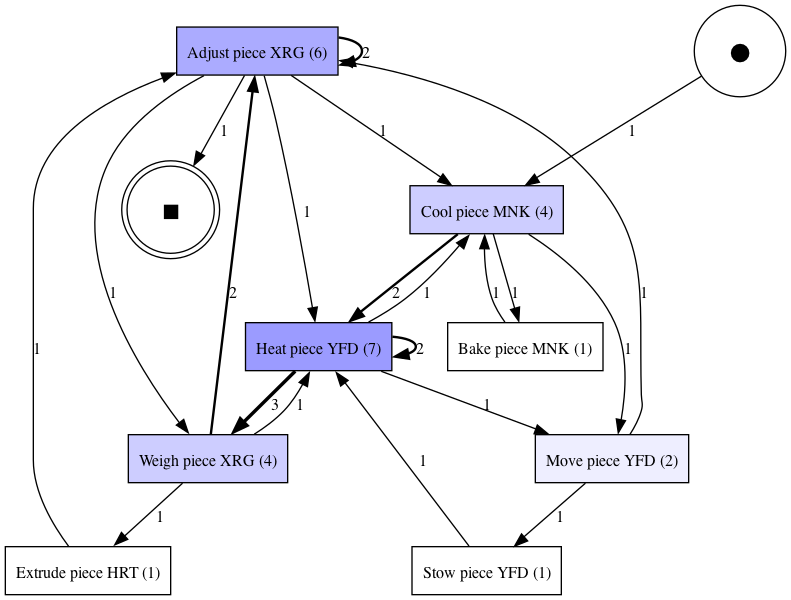 Adjust piece XRG (6)
2
1
1
1
Cool piece MNK (4)
1
1
2
1
2
1
1
1
1
1
Heat piece YFD (7)
2
Bake piece MNK (1)
3
1
1
Weigh piece XRG (4)
1
Move piece YFD (2)
1
1
Extrude piece HRT (1)
Stow piece YFD (1)